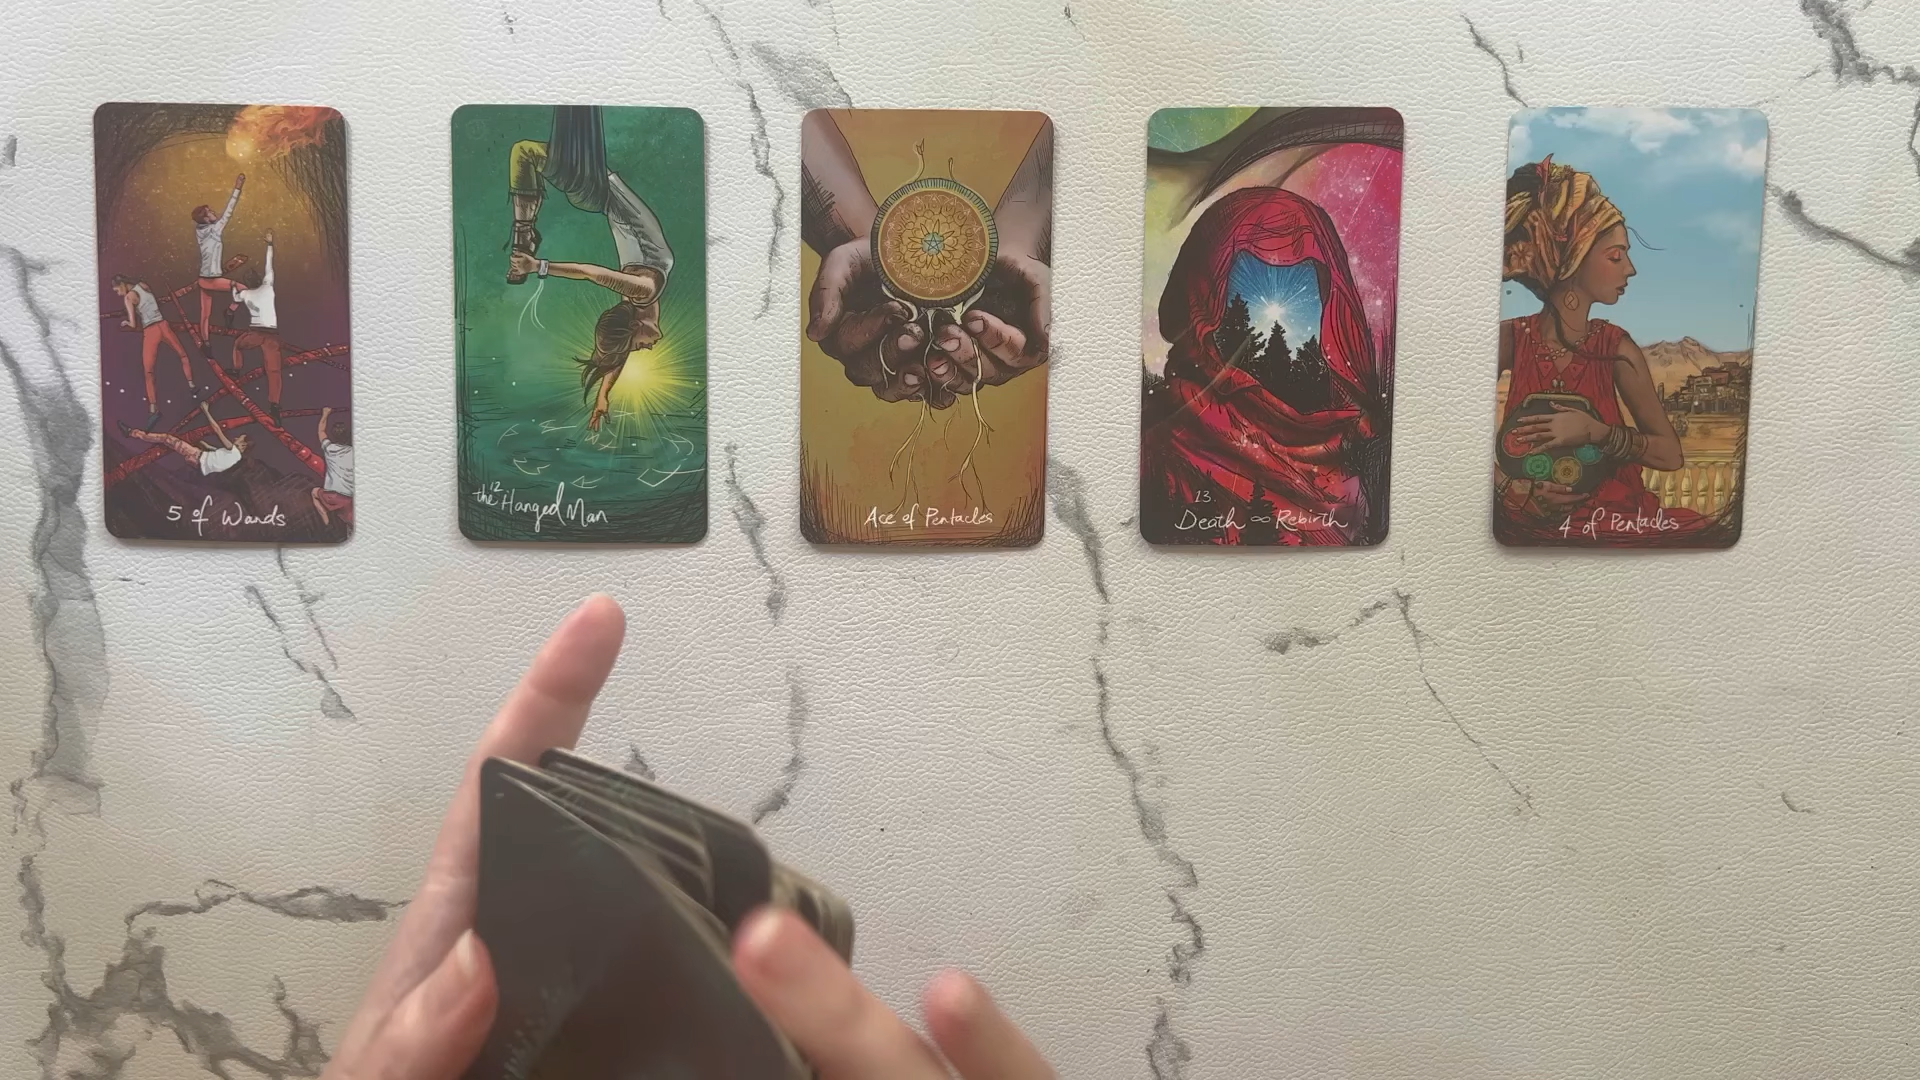 5 of Wands
12
the Hanged Man
Ace of Pentacles
13.
Death ∞ Rebirth
4 of Pentacles